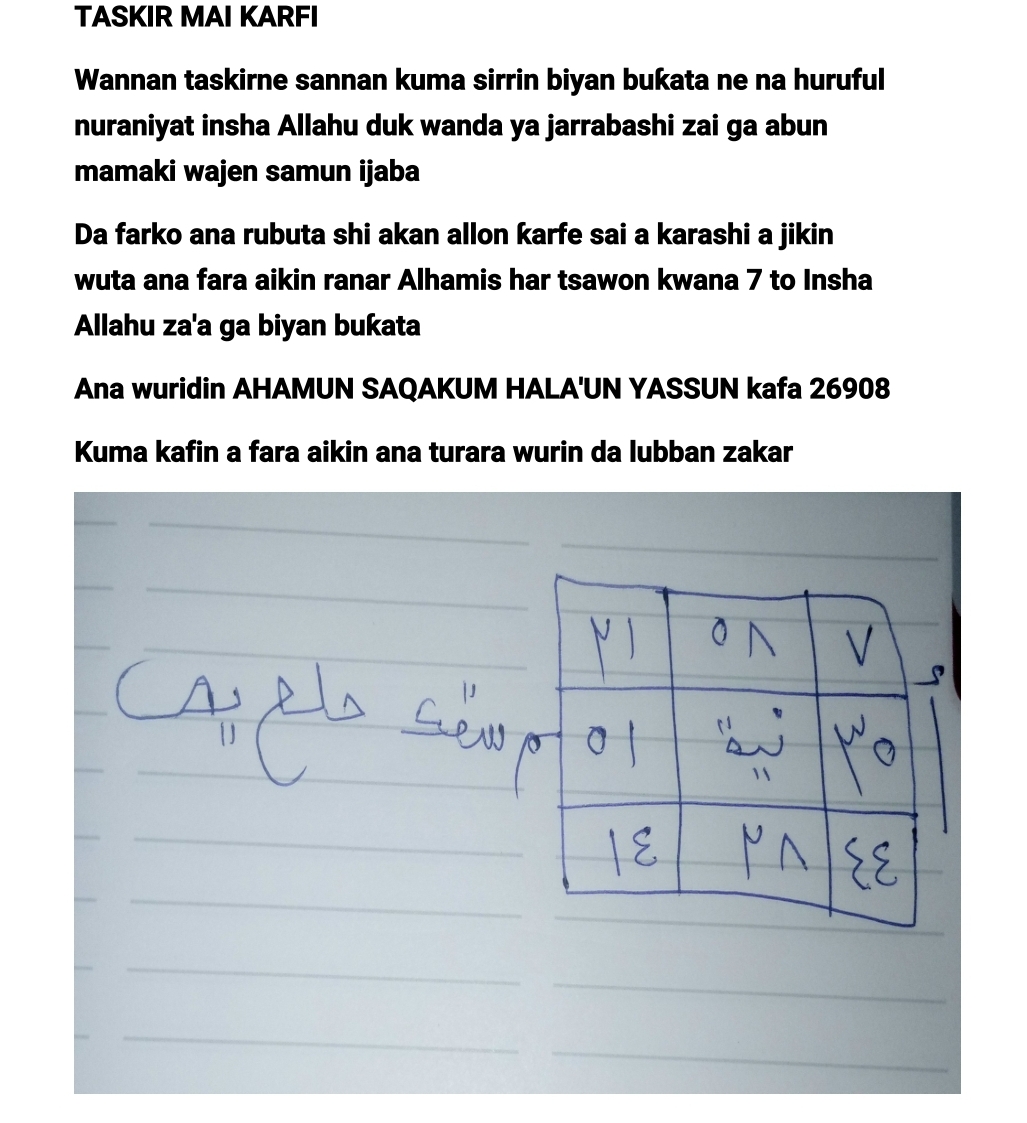 TASKIR MAI KARFI
Wannan taskirne sannan kuma sirrin biyan buƙata ne na huruful
nuraniyat insha Allahu duk wanda ya jarrabashi zai ga abun
mamaki wajen samun ijaba
Da farko ana rubuta shi akan allon ƙarfe sai a karashi a jikin
wuta ana fara aikin ranar Alhamis har tsawon kwana 7 to Insha
Allahu za'a ga biyan buƙata
Ana wuridin AHAMUN SAQAKUM HALA'UN YASSUN kafa 26908
Kuma kafin a fara aikin ana turara wurin da lubban zakar
٢١ ٥٨ ٧
٥١ نية ٣٥
١٤ ٨٢ ٤٤